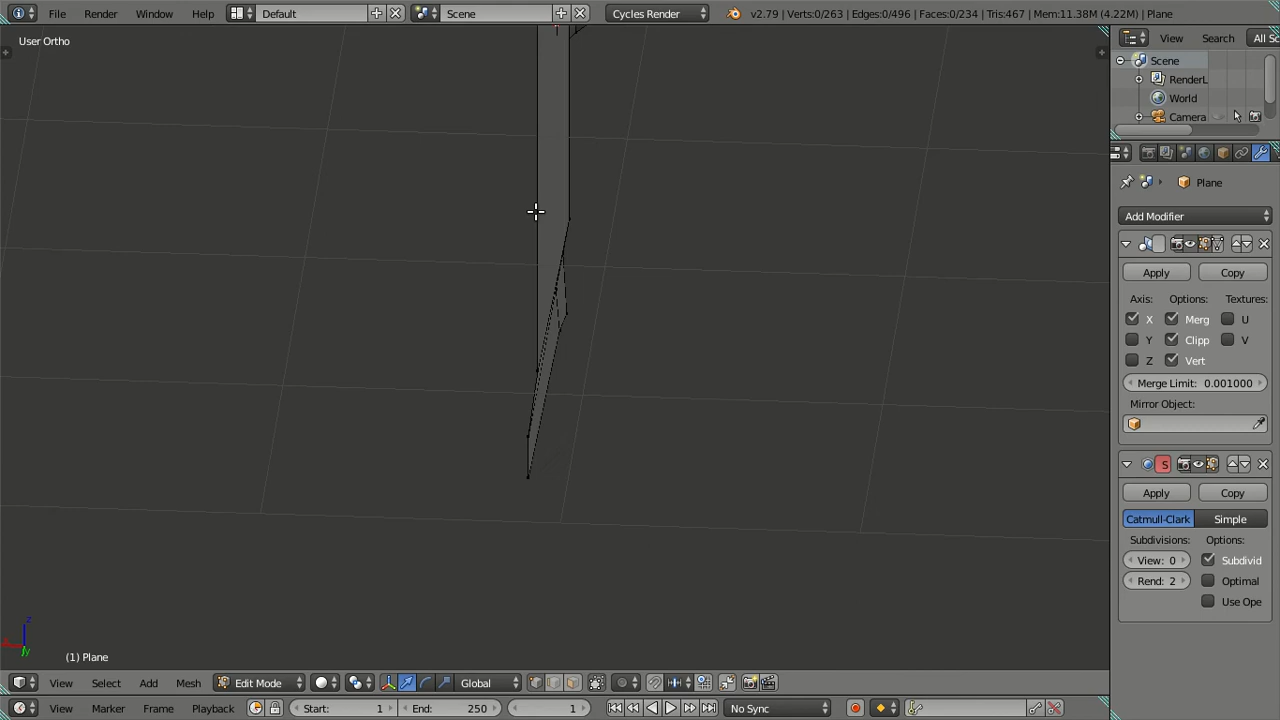 File Render Window Help Default Scene Cycles Render v2.79 | Verts:0/263 | Edges:0/496 | Faces:0/234 | Tris:467 | Mem:11.38M (4.22M) | Plane
User Ortho
View Search All Sc
Scene
RenderL
World
Camera
Plane
Add Modifier
Apply Copy
Axis: Options: Textures:
X Merg U
Y Clipp V
Z Vert
Merge Limit: 0.001000
Mirror Object:
S
Apply Copy
Catmull-Clark Simple
Subdivisions: Options:
View: 0 Subdivid
Rend: 2 Optimal
Use Ope
z
y
(1) Plane
View Select Add Mesh Edit Mode Global
View Marker Frame Playback Start: 1 End: 250 1 No Sync